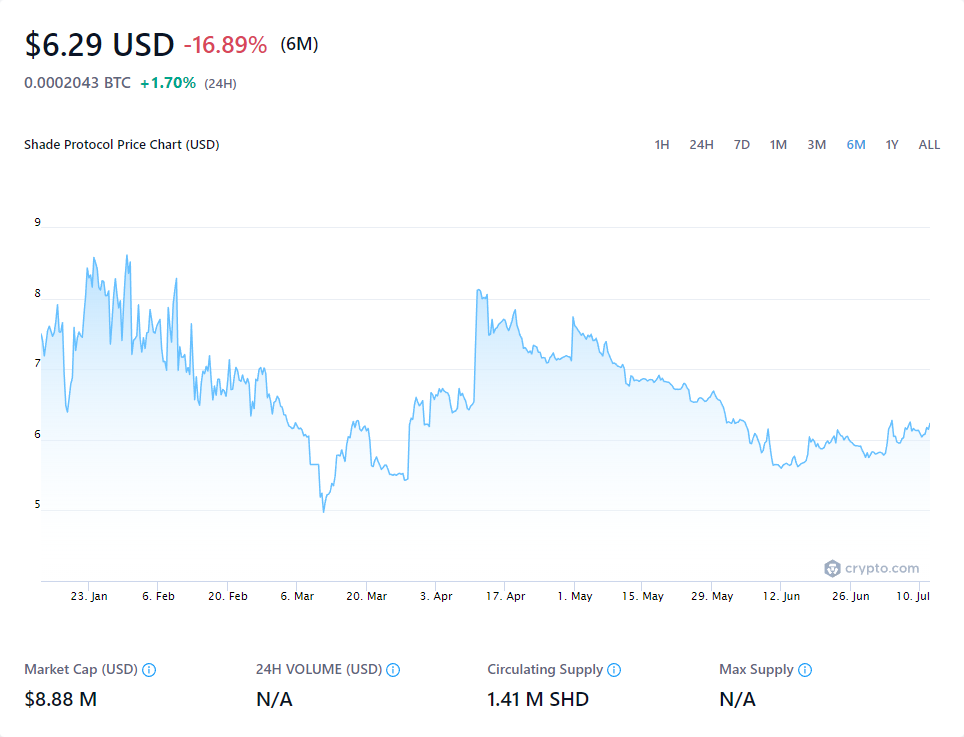 $6.29 USD -16.89% (6M)
0.0002043 BTC +1.70% (24H)
Shade Protocol Price Chart (USD) 1H 24H 7D 1M 3M 6M 1Y ALL
9
8
7
6
5
crypto.com
23. Jan 6. Feb 20. Feb 6. Mar 20. Mar 3. Apr 17. Apr 1. May 15. May 29. May 12. Jun 26. Jun 10. Jul
Market Cap (USD) 24H VOLUME (USD) Circulating Supply Max Supply
$8.88 M N/A 1.41 M SHD N/A